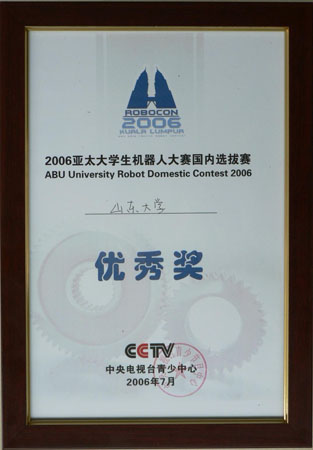 ROBOCON
2006
KUALA LUMPUR
2006亚太大学生机器人大赛国内选拔赛
ABU University Robot Domestic Contest 2006
山东大学
优秀奖
CCTV
中央电视台青少中心
2006年7月